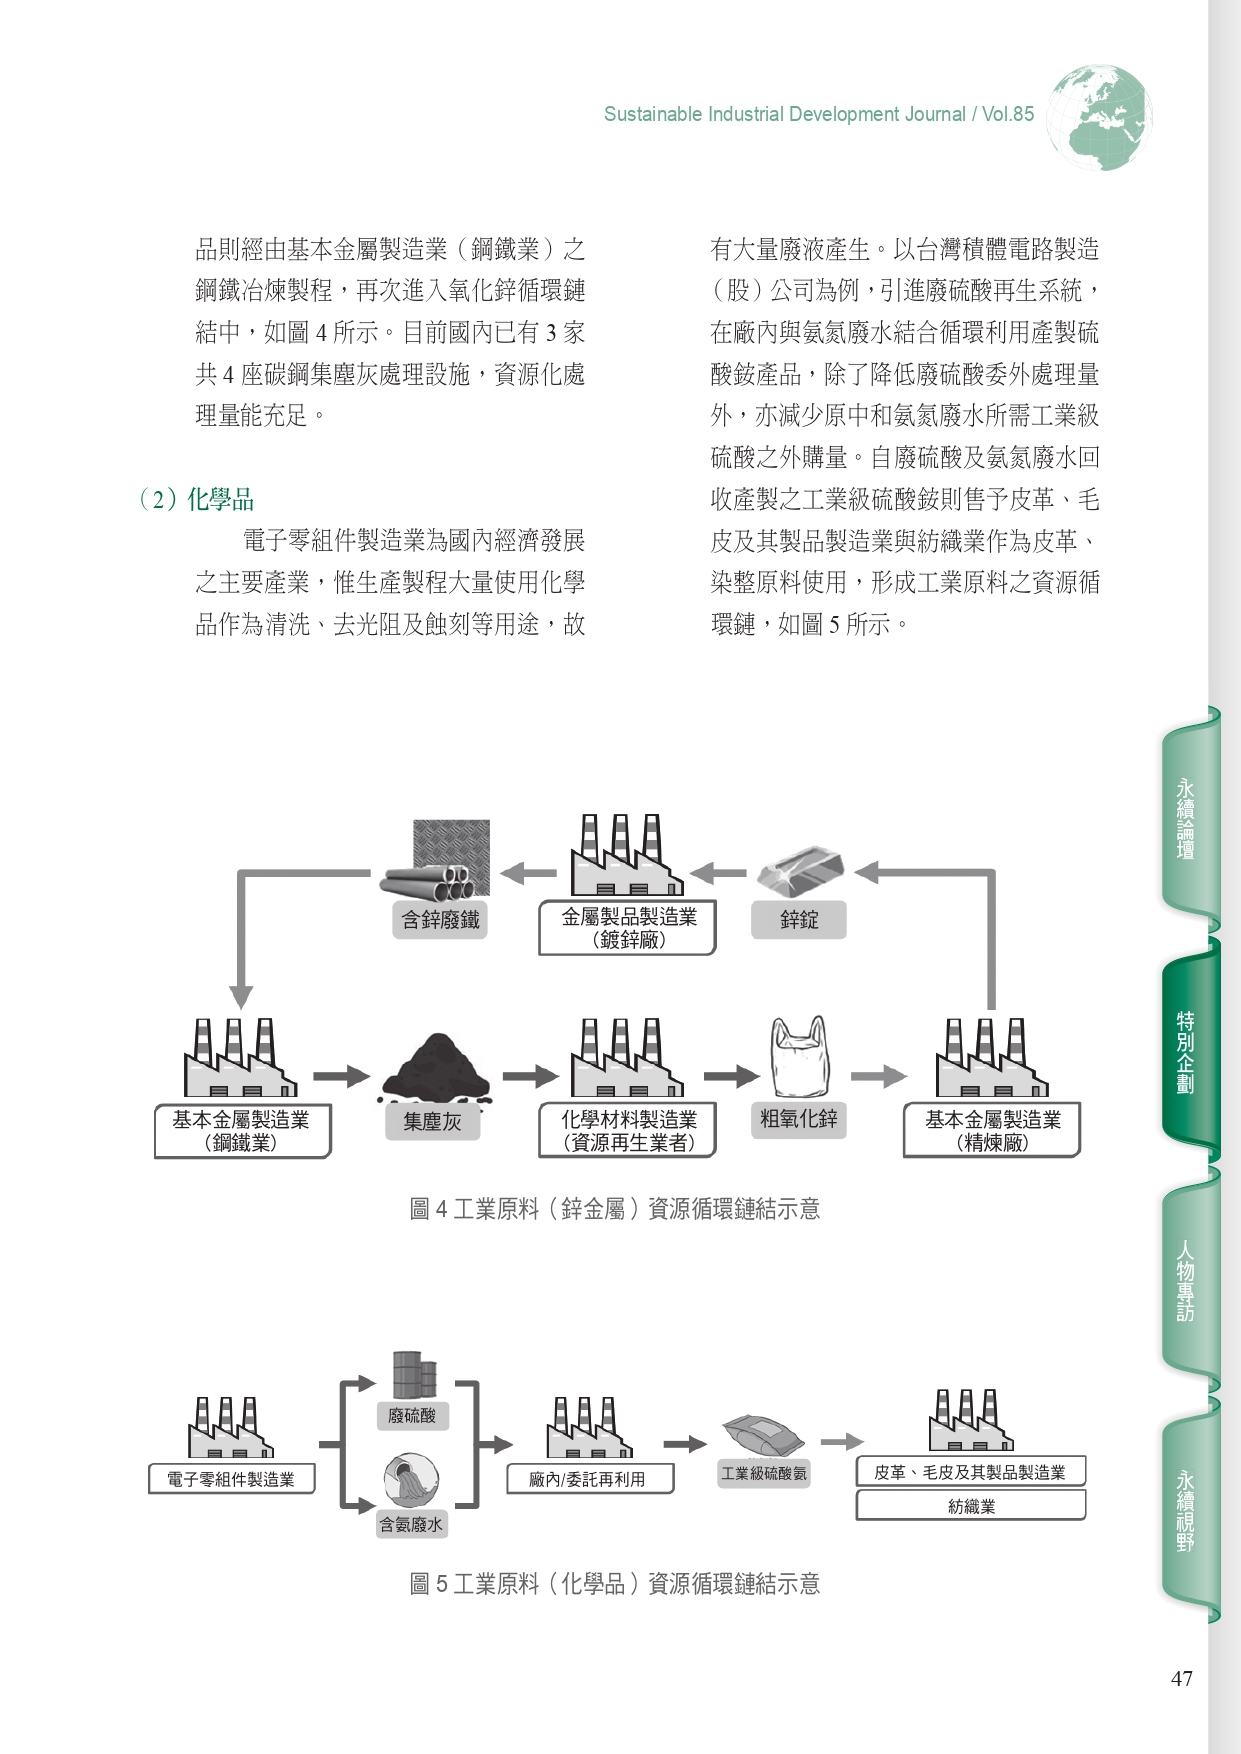 Sustainable Industrial Development Journal / Vol.85
品則經由基本金屬製造業（鋼鐵業）之
鋼鐵冶煉製程，再次進入氧化鋅循環鏈
結中，如圖 4 所示。目前國內已有 3 家
共 4 座碳鋼集塵灰處理設施，資源化處
理量能充足。
（2）化學品
電子零組件製造業為國內經濟發展
之主要產業，惟生產製程大量使用化學
品作為清洗、去光阻及蝕刻等用途，故
有大量廢液產生。以台灣積體電路製造
（股）公司為例，引進廢硫酸再生系統，
在廠內與氨氮廢水結合循環利用產製硫
酸銨產品，除了降低廢硫酸委外處理量
外，亦減少原中和氨氮廢水所需工業級
硫酸之外購量。自廢硫酸及氨氮廢水回
收產製之工業級硫酸銨則售予皮革、毛
皮及其製品製造業與紡織業作為皮革、
染整原料使用，形成工業原料之資源循
環鏈，如圖 5 所示。
含鋅廢鐵
金屬製品製造業
（鍍鋅廠）
鋅錠
基本金屬製造業
（鋼鐵業）
集塵灰
化學材料製造業
（資源再生業者）
粗氧化鋅
基本金屬製造業
（精煉廠）
圖 4 工業原料（鋅金屬）資源循環鏈結示意
電子零組件製造業
廢硫酸
含氨廢水
廠內/委託再利用
工業級硫酸氨
皮革、毛皮及其製品製造業
紡織業
圖 5 工業原料（化學品）資源循環鏈結示意
永續論壇
特別企劃
人物專訪
永續視野
47